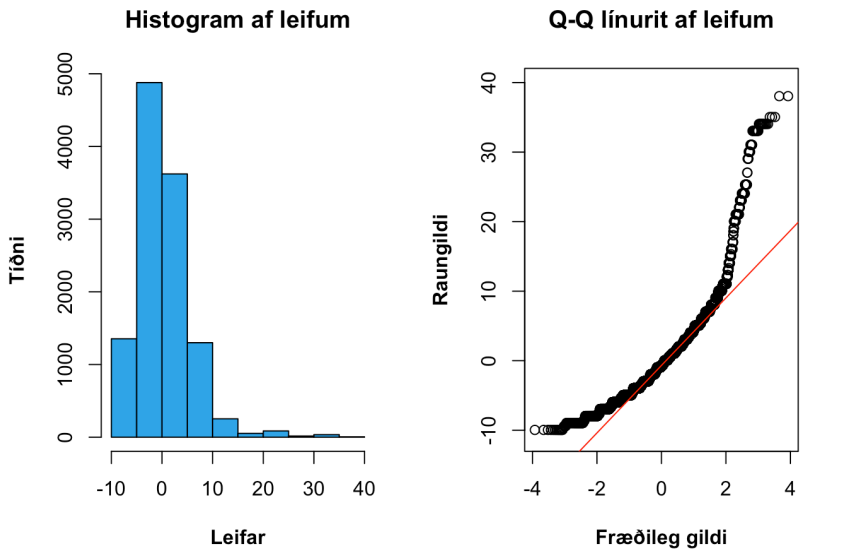 Histogram af leifum
Tíðni
0 1000 2000 3000 4000 5000
-10 0 10 20 30 40
Leifar
Q-Q línurit af leifum
Raungildi
-10 0 10 20 30 40
-4 -2 0 2 4
Fræðileg gildi